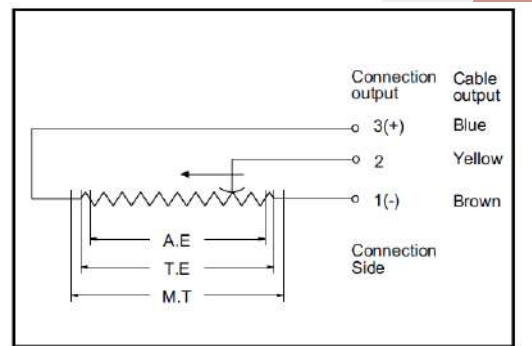 Connection output
Cable output
3(+) Blue
2 Yellow
1(-) Brown
A.E
T.E
M.T
Connection Side